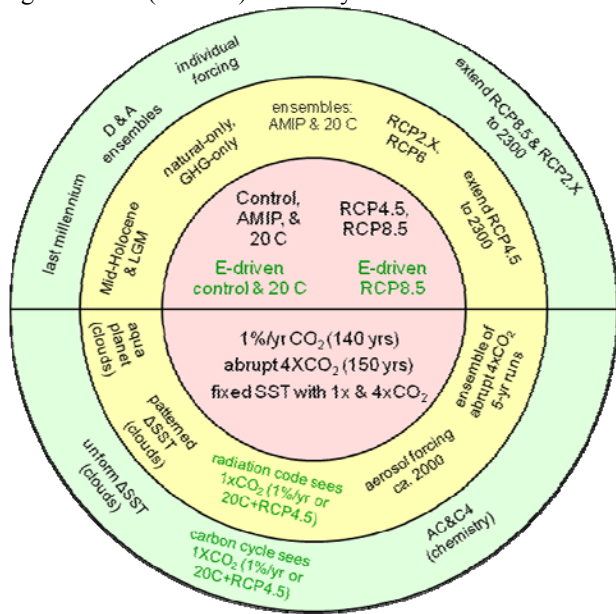 individual
forcing
D & A
ensembles
last millennium
extend RCP8.5 & RCP2.X
to 2300
ensembles:
AMIP & 20 C
natural-only,
GHG-only
RCP2.X,
RCP6
Mid-Holocene
& LGM
extend RCP4.5
to 2300
Control,
AMIP, &
20 C
RCP4.5,
RCP8.5
E-driven
control & 20 C
E-driven
RCP8.5
1%/yr CO₂ (140 yrs)
abrupt 4XCO₂ (150 yrs)
fixed SST with 1x & 4xCO₂
aqua
planet
(clouds)
patterned
ΔSST
(clouds)
radiation code sees
1xCO₂ (1%/yr or
20C+RCP4.5)
aerosol forcing
ca. 2000
ensemble of
abrupt 4xCO₂
5-yr runs
unform ΔSST
(clouds)
carbon cycle sees
1XCO₂ (1%/yr or
20C+RCP4.5)
AC&C4
(chemistry)